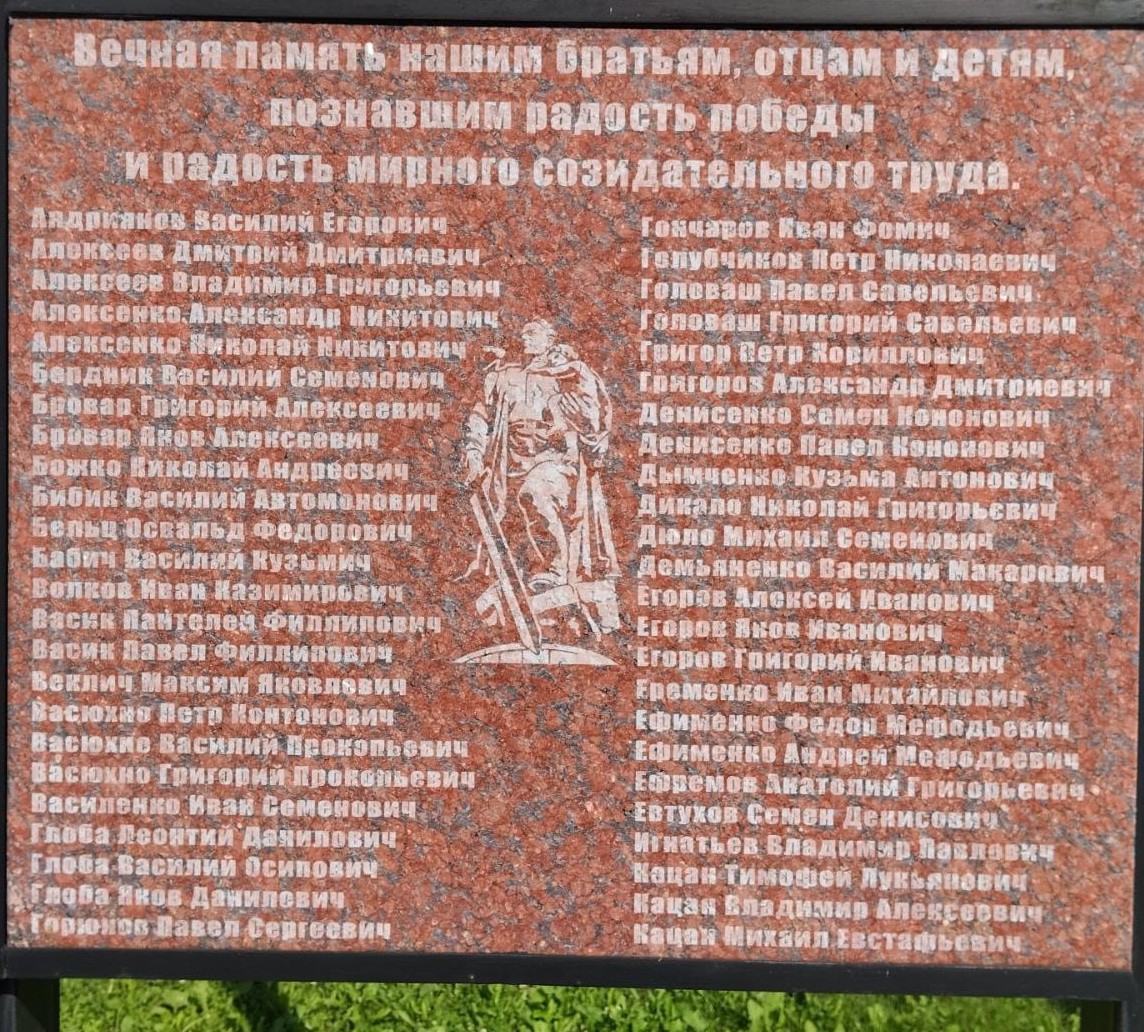 Вечная память нашим братьям, отцам и детям,
познавшим радость победы
и радость мирного созидательного труда.
Андриянов Василий Егорович
Алексеев Дмитрий Дмитриевич
Алексеев Владимир Григорьевич
Алексенко Александр Никитович
Алексенко Николай Никитович
Бердник Василий Семенович
Бровар Григорий Алексеевич
Бровар Яков Алексеевич
Божко Николай Андреевич
Бибик Василий Автомонович
Бельц Освальд Федорович
Бабич Василий Кузьмич
Волков Иван Казимирович
Васик Пантелей Филлипович
Васик Павел Филлипович
Веклич Максим Яковлевич
Васюхно Петр Контонович
Васюхно Василий Прокопьевич
Васюхно Григорий Прокопьевич
Василенко Иван Семенович
Глоба Леонтий Данилович
Глоба Василий Осипович
Глоба Яков Данилевич
Горюнов Павел Сергеевич
Гончаров Иван Фомич
Голубчиков Петр Николаевич
Головаш Павел Савельевич
Головаш Григорий Савельевич
Григор Петр Кориллович
Григоров Александр Дмитриевич
Денисенко Семен Кононович
Денисенко Павел Кононович
Дымченко Кузьма Антонович
Дикало Николай Григорьевич
Дюло Михаил Семенович
Демьяненко Василий Макарович
Егоров Алексей Иванович
Егоров Яков Иванович
Егоров Григорий Иванович
Еременко Иван Михайлович
Ефименко Федор Мефодьевич
Ефименко Андрей Мефодьевич
Ефремов Анатолий Григорьевич
Евтухов Семен Денисович
Игнатьев Владимир Павлович
Кацан Тимофей Лукьянович
Кацан Владимир Алексеевич
Кацан Михаил Евстафьевич